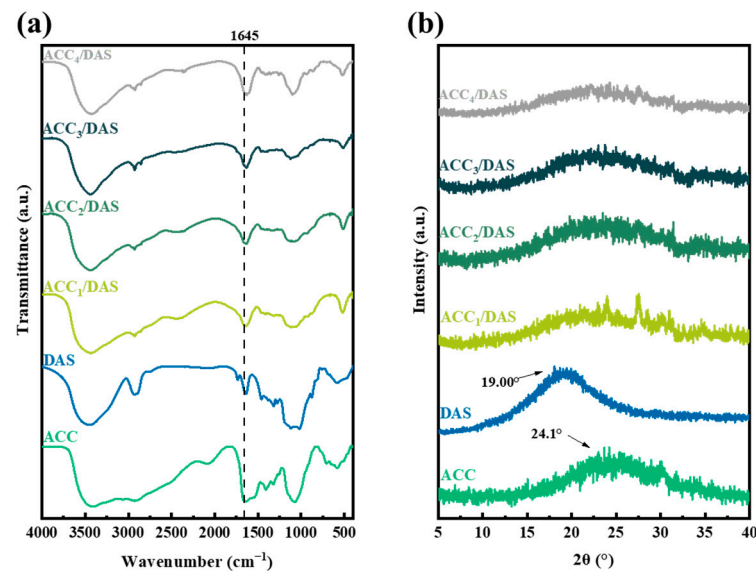 (a)
1645
ACC₄/DAS
ACC₃/DAS
ACC₂/DAS
ACC₁/DAS
DAS
ACC
Transmittance (a.u.)
4000 3500 3000 2500 2000 1500 1000 500
Wavenumber (cm⁻¹)
(b)
ACC₄/DAS
ACC₃/DAS
ACC₂/DAS
ACC₁/DAS
19.00°
DAS
24.1°
ACC
Intensity (a.u.)
5 10 15 20 25 30 35 40
2θ (°)